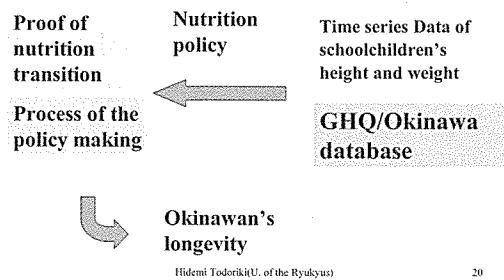 Proof of
nutrition
transition
Process of the
policy making
Nutrition
policy
Time series Data of
schoolchildren's
height and weight
GHQ/Okinawa
database
Okinawan's
longevity
Hidemi Todoriki(U. of the Ryukyus)
20